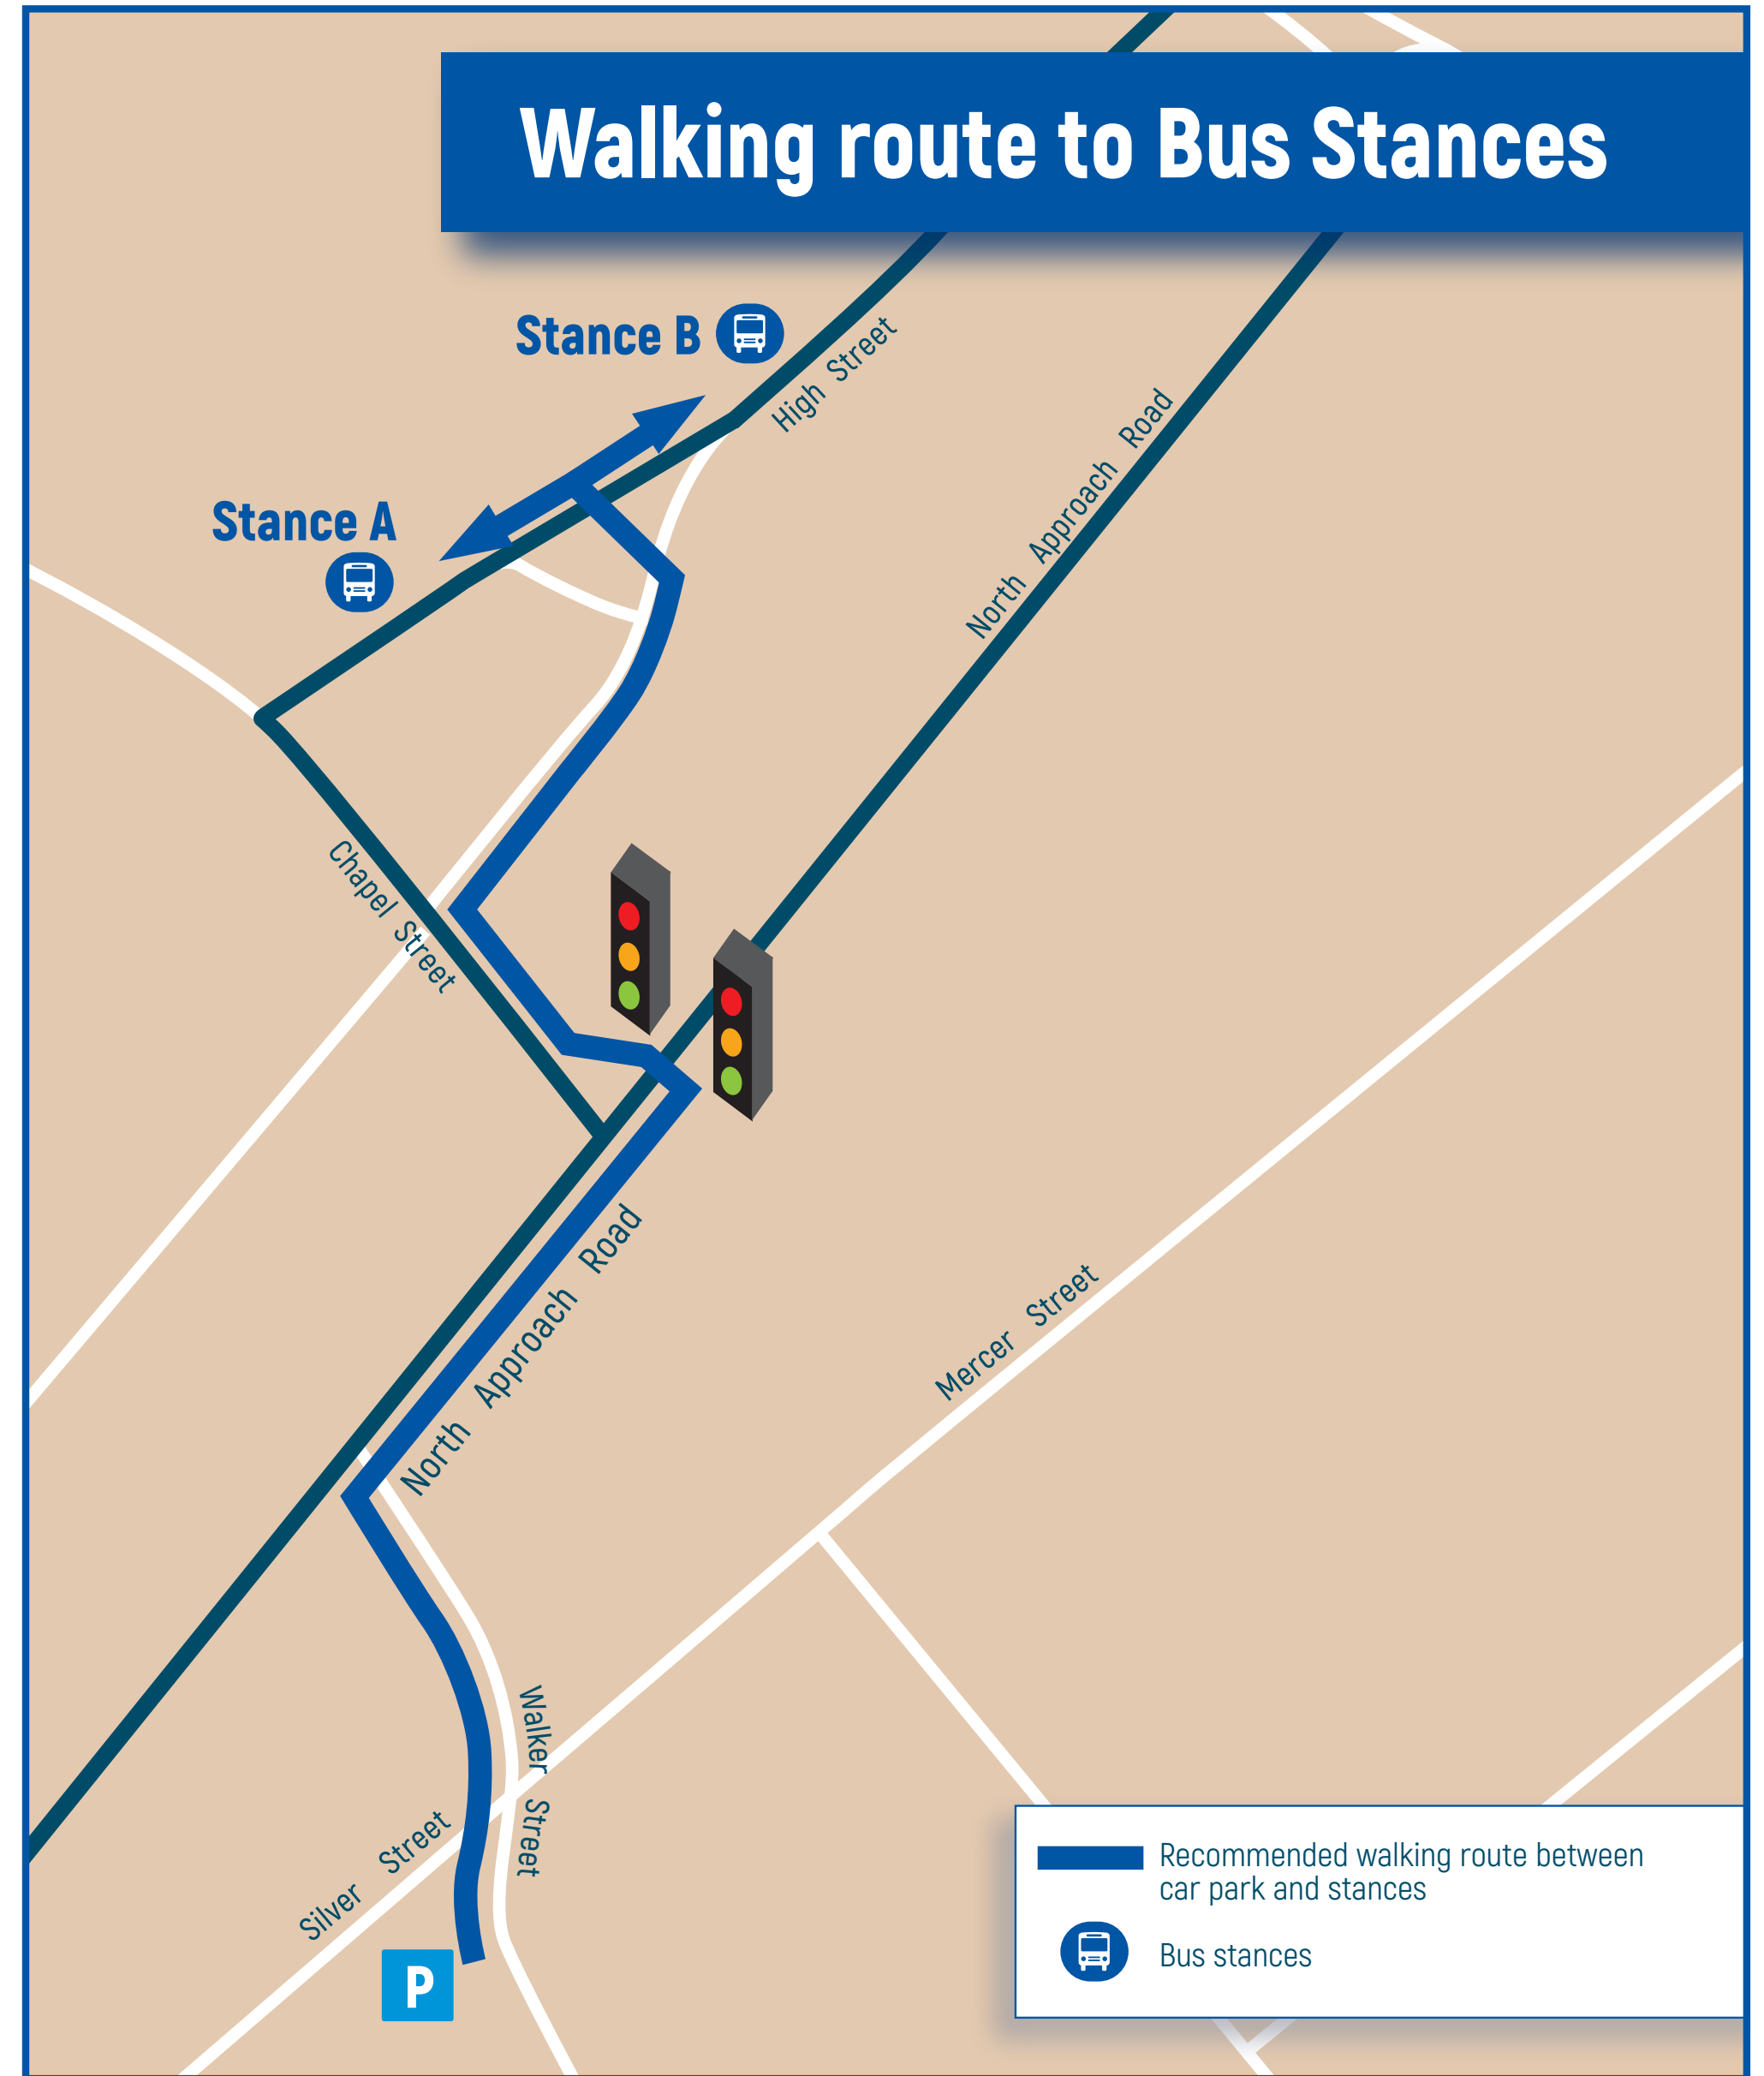 Walking route to Bus Stances
Stance B
High Street
North Approach Road
Stance A
Chapel Street
North Approach Road
Mercer Street
Walker Street
Silver Street
P
Recommended walking route between
car park and stances
Bus stances